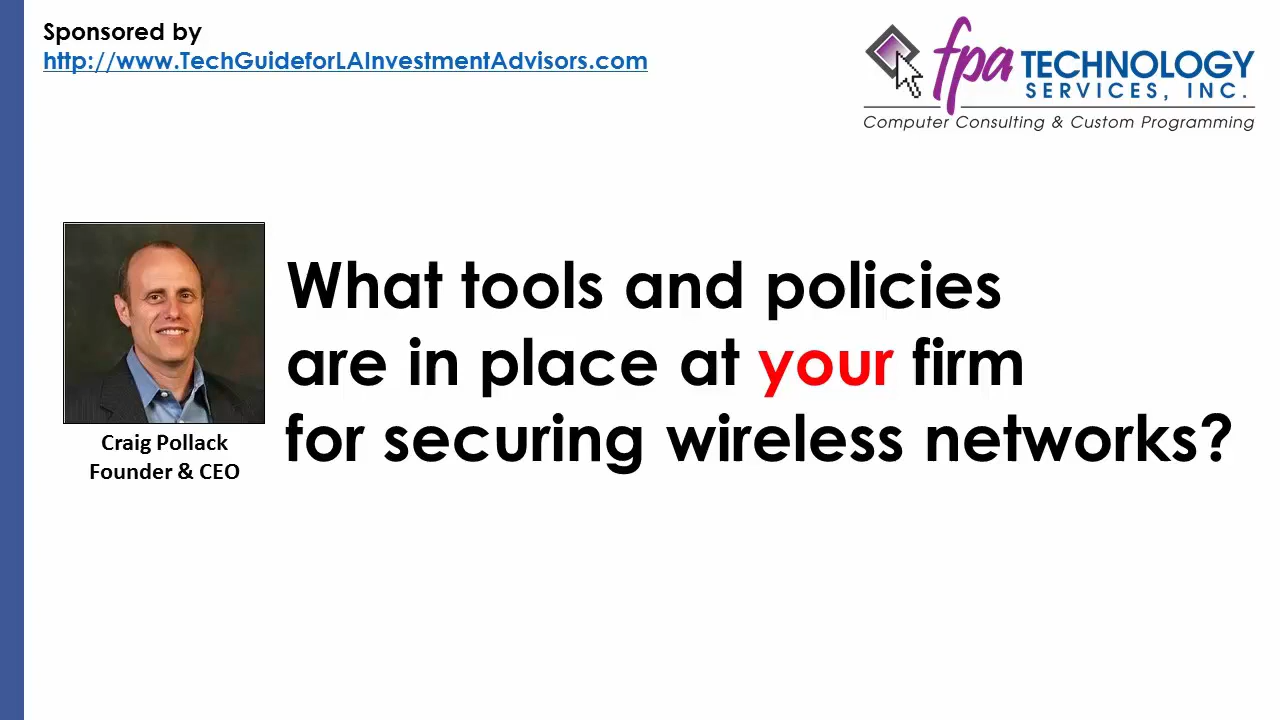 Sponsored by
http://www.TechGuideforLAInvestmentAdvisors.com
fpa TECHNOLOGY
SERVICES, INC.
Computer Consulting & Custom Programming
What tools and policies
are in place at your firm
for securing wireless networks?
Craig Pollack
Founder & CEO